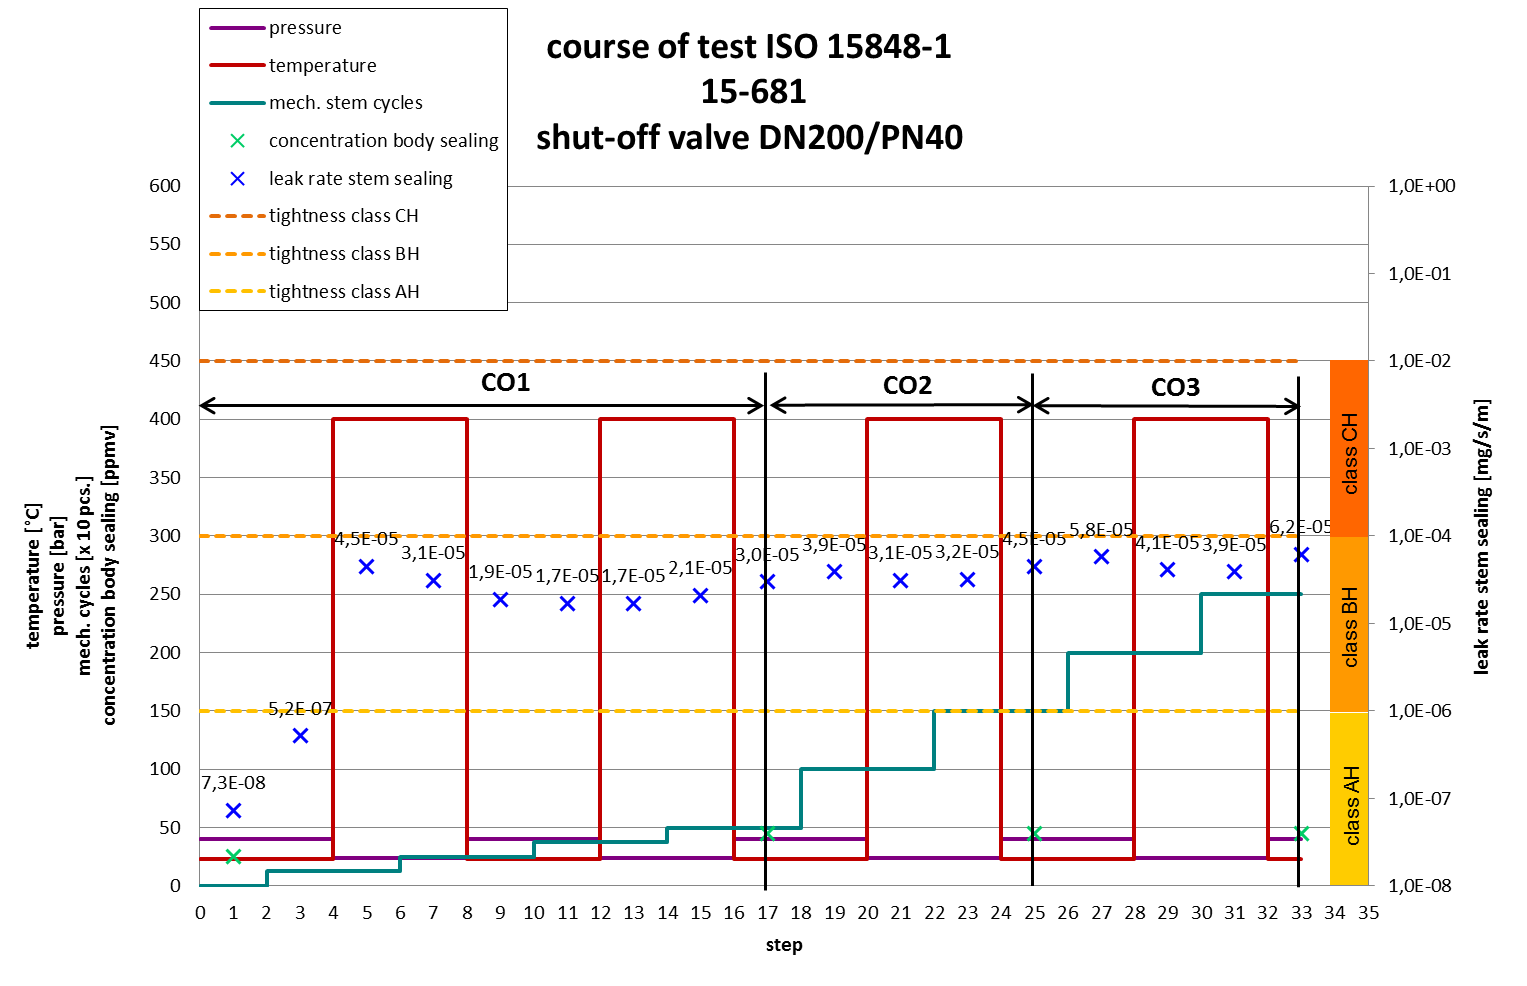 pressure
temperature
mech. stem cycles
concentration body sealing
leak rate stem sealing
tightness class CH
tightness class BH
tightness class AH
course of test ISO 15848-1
15-681
shut-off valve DN200/PN40
600
550
500
450
400
350
300
250
200
150
100
50
0
temperature [°C]
pressure [bar]
mech. cycles [x 10 pcs.]
concentration body sealing [ppmv]
CO1
CO2
CO3
7,3E-08
5,2E-07
4,5E-05
3,1E-05
1,9E-05
1,7E-05
1,7E-05
2,1E-05
3,0E-05
3,9E-05
3,1E-05
3,2E-05
4,5E-05
5,8E-05
4,1E-05
3,9E-05
6,2E-05
class CH
class BH
class AH
1,0E+00
1,0E-01
1,0E-02
1,0E-03
1,0E-04
1,0E-05
1,0E-06
1,0E-07
1,0E-08
leak rate stem sealing [mg/s/m]
0 1 2 3 4 5 6 7 8 9 10 11 12 13 14 15 16 17 18 19 20 21 22 23 24 25 26 27 28 29 30 31 32 33 34 35
step